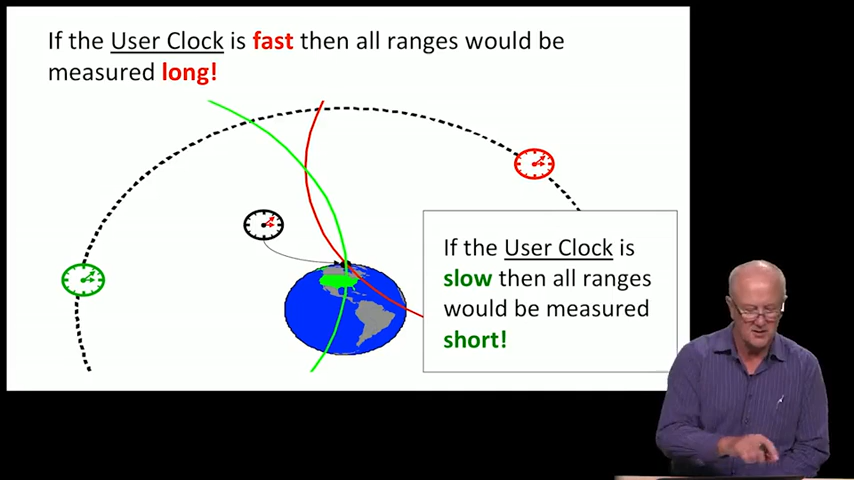 If the User Clock is fast then all ranges would be
measured long!
If the User Clock is
slow then all ranges
would be measured
short!